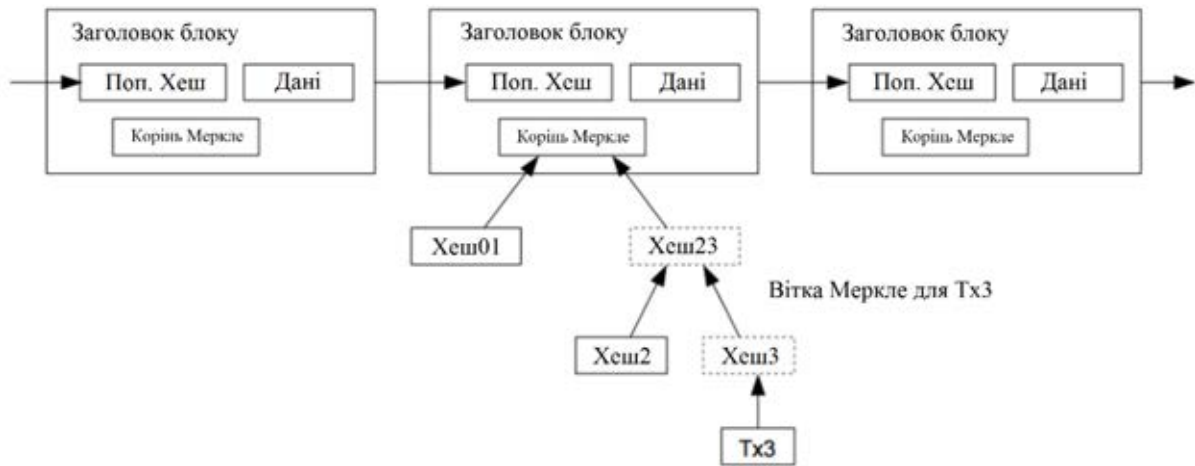 Заголовок блоку
Заголовок блоку
Заголовок блоку
Поп. Хеш
Дані
Поп. Хеш
Дані
Поп. Хеш
Дані
Корінь Меркле
Корінь Меркле
Корінь Меркле
Хеш01
Хеш23
Вітка Меркле для Tx3
Хеш2
Хеш3
Tx3